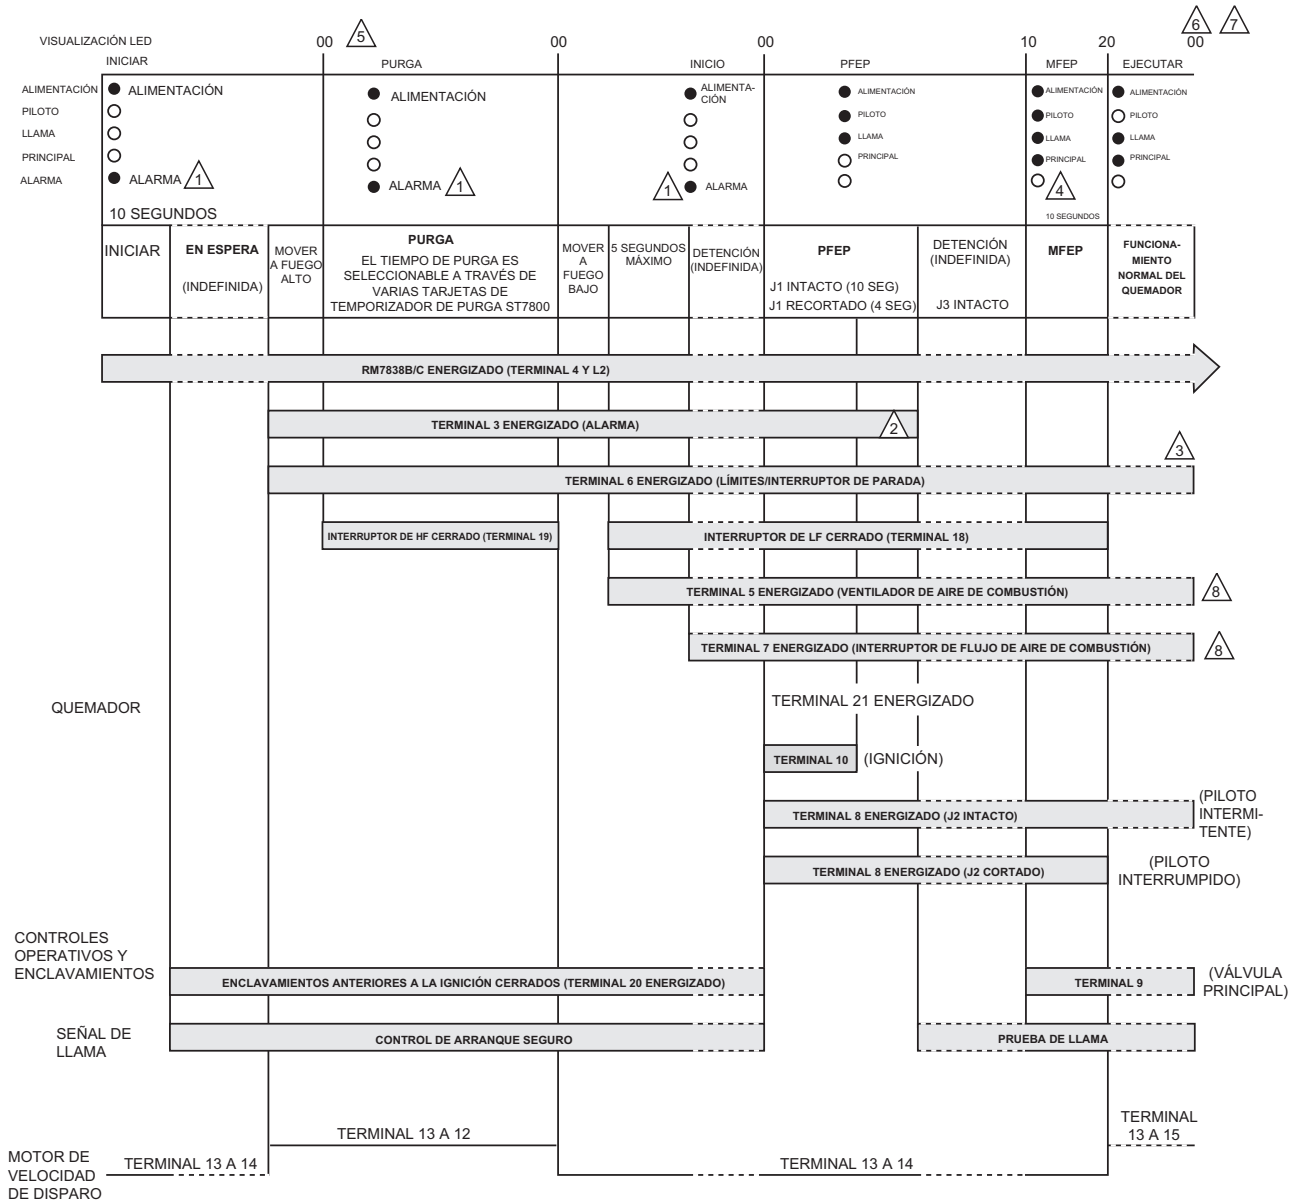 6 7
VISUALIZACIÓN LED 00 5 00 00 10 20 00
INICIAR PURGA INICIO PFEP MFEP EJECUTAR
ALIMENTACIÓN
PILOTO
LLAMA
PRINCIPAL
ALARMA
ALIMENTACIÓN
ALARMA 1
10 SEGUNDOS
ALIMENTACIÓN
ALARMA 1
ALIMENTA-
CIÓN
1 ALARMA
ALIMENTACIÓN
PILOTO
LLAMA
PRINCIPAL
ALIMENTACIÓN
PILOTO
LLAMA
PRINCIPAL
4
10 SEGUNDOS
ALIMENTACIÓN
PILOTO
LLAMA
PRINCIPAL
INICIAR
EN ESPERA
(INDEFINIDA)
MOVER
A FUEGO
ALTO
PURGA
EL TIEMPO DE PURGA ES
SELECCIONABLE A TRAVÉS DE
VARIAS TARJETAS DE
TEMPORIZADOR DE PURGA ST7800
MOVER
A
FUEGO
BAJO
5 SEGUNDOS
MÁXIMO
DETENCIÓN
(INDEFINIDA)
PFEP
J1 INTACTO (10 SEG)
J1 RECORTADO (4 SEG)
DETENCIÓN
(INDEFINIDA)
J3 INTACTO
MFEP
FUNCIONA-
MIENTO
NORMAL DEL
QUEMADOR
RM7838B/C ENERGIZADO (TERMINAL 4 Y L2)
TERMINAL 3 ENERGIZADO (ALARMA) 2
3
TERMINAL 6 ENERGIZADO (LÍMITES/INTERRUPTOR DE PARADA)
INTERRUPTOR DE HF CERRADO (TERMINAL 19)
INTERRUPTOR DE LF CERRADO (TERMINAL 18)
TERMINAL 5 ENERGIZADO (VENTILADOR DE AIRE DE COMBUSTIÓN) 8
TERMINAL 7 ENERGIZADO (INTERRUPTOR DE FLUJO DE AIRE DE COMBUSTIÓN) 8
QUEMADOR
TERMINAL 21 ENERGIZADO
TERMINAL 10 (IGNICIÓN)
TERMINAL 8 ENERGIZADO (J2 INTACTO)
(PILOTO
INTERMI-
TENTE)
TERMINAL 8 ENERGIZADO (J2 CORTADO)
(PILOTO
INTERRUMPIDO)
CONTROLES
OPERATIVOS Y
ENCLAVAMIENTOS
ENCLAVAMIENTOS ANTERIORES A LA IGNICIÓN CERRADOS (TERMINAL 20 ENERGIZADO)
TERMINAL 9
(VÁLVULA
PRINCIPAL)
SEÑAL DE
LLAMA
CONTROL DE ARRANQUE SEGURO
PRUEBA DE LLAMA
TERMINAL 13 A 12
TERMINAL
13 A 15
MOTOR DE
VELOCIDAD
DE DISPARO
TERMINAL 13 A 14
TERMINAL 13 A 14